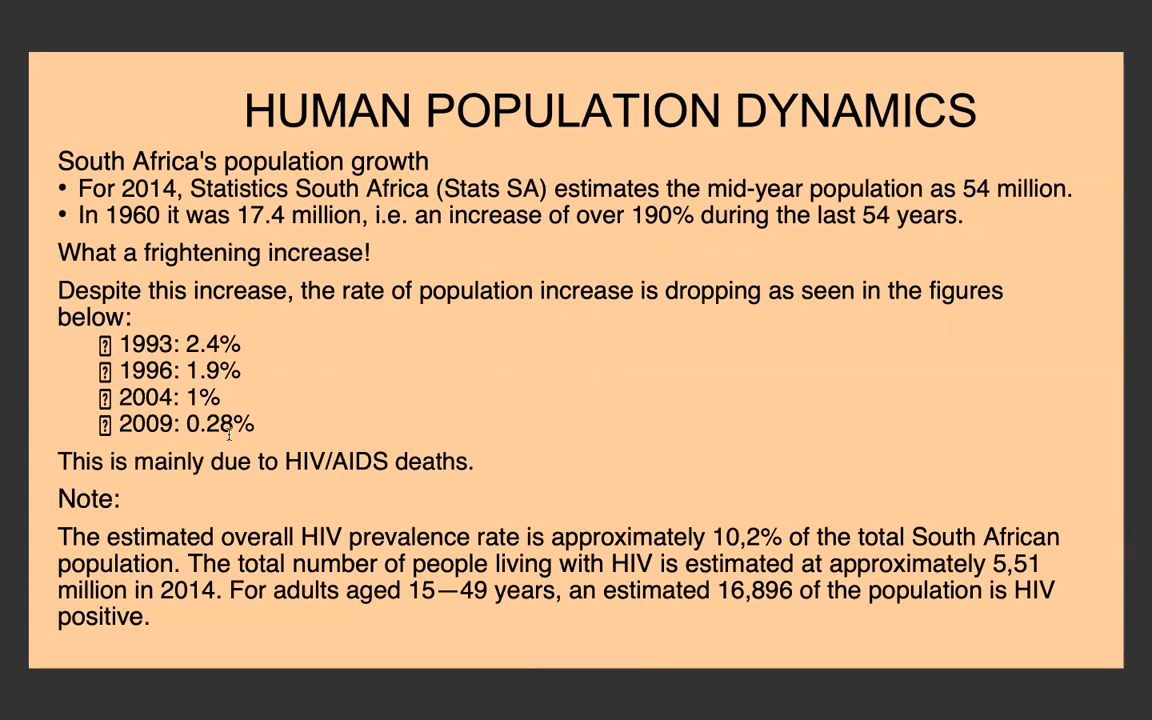 HUMAN POPULATION DYNAMICS
South Africa's population growth
• For 2014, Statistics South Africa (Stats SA) estimates the mid-year population as 54 million.
• In 1960 it was 17.4 million, i.e. an increase of over 190% during the last 54 years.
What a frightening increase!
Despite this increase, the rate of population increase is dropping as seen in the figures
below:
⍰ 1993: 2.4%
⍰ 1996: 1.9%
⍰ 2004: 1%
⍰ 2009: 0.28%
This is mainly due to HIV/AIDS deaths.
Note:
The estimated overall HIV prevalence rate is approximately 10,2% of the total South African
population. The total number of people living with HIV is estimated at approximately 5,51
million in 2014. For adults aged 15—49 years, an estimated 16,896 of the population is HIV
positive.